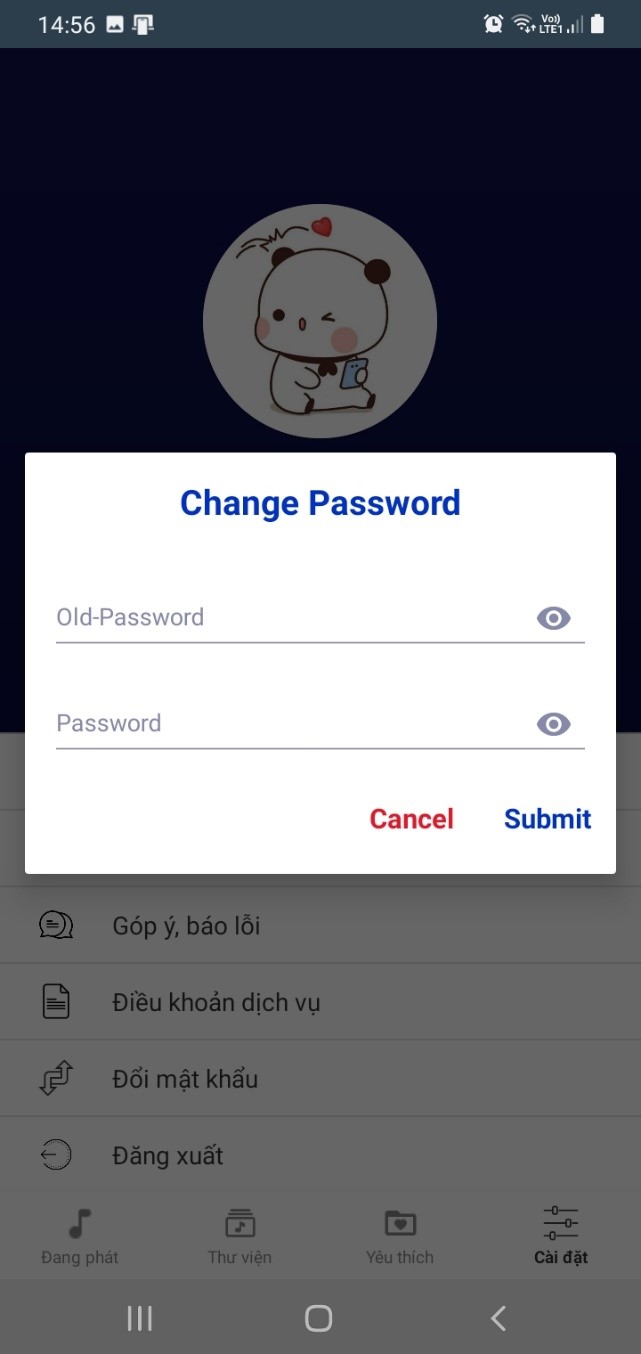 14:56
Vo)) LTE1
Change Password
Old-Password
Password
Cancel Submit
Góp ý, báo lỗi
Điều khoản dịch vụ
Đổi mật khẩu
Đăng xuất
Đang phát Thư viện Yêu thích Cài đặt